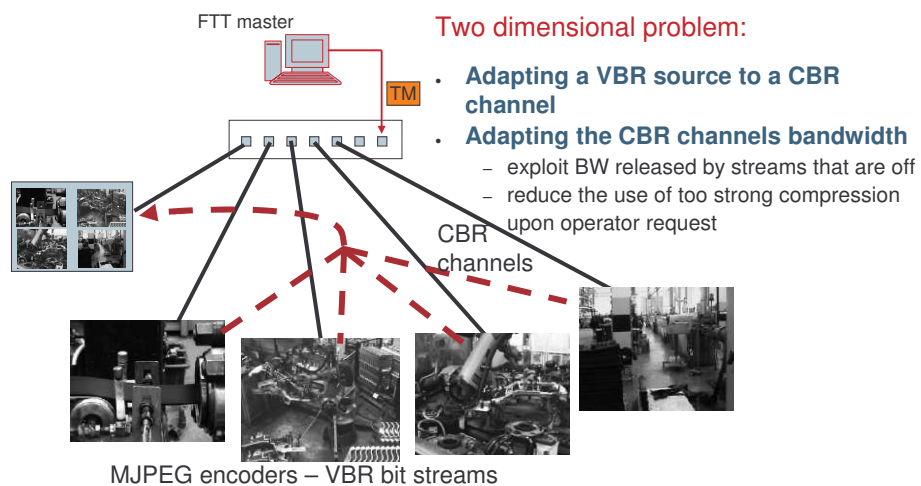 FTT master
TM
Two dimensional problem:
• Adapting a VBR source to a CBR
channel
• Adapting the CBR channels bandwidth
– exploit BW released by streams that are off
– reduce the use of too strong compression
upon operator request
CBR
channels
MJPEG encoders – VBR bit streams